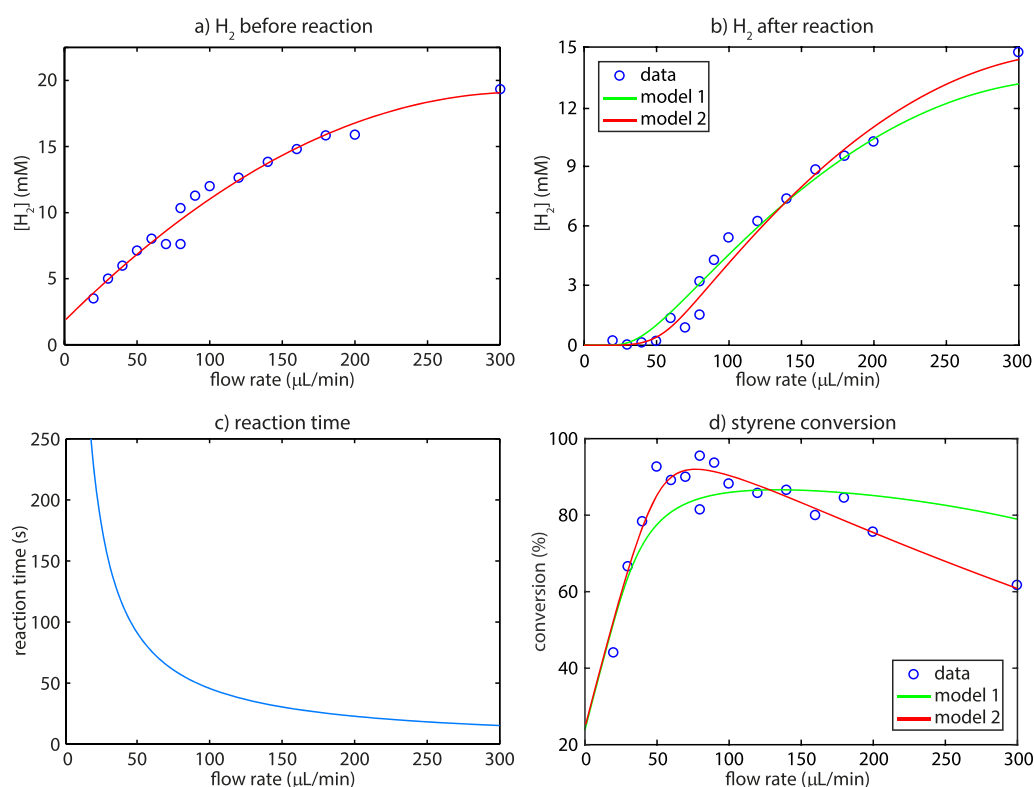 a) H₂ before reaction
20
15
10
5
0
[H₂] (mM)
0 50 100 150 200 250 300
flow rate (μL/min)
b) H₂ after reaction
15
12
9
6
3
0
[H₂] (mM)
data
model 1
model 2
0 50 100 150 200 250 300
flow rate (μL/min)
c) reaction time
250
200
150
100
50
0
reaction time (s)
0 50 100 150 200 250 300
flow rate (μL/min)
d) styrene conversion
100
80
60
40
20
conversion (%)
data
model 1
model 2
0 50 100 150 200 250 300
flow rate (μL/min)